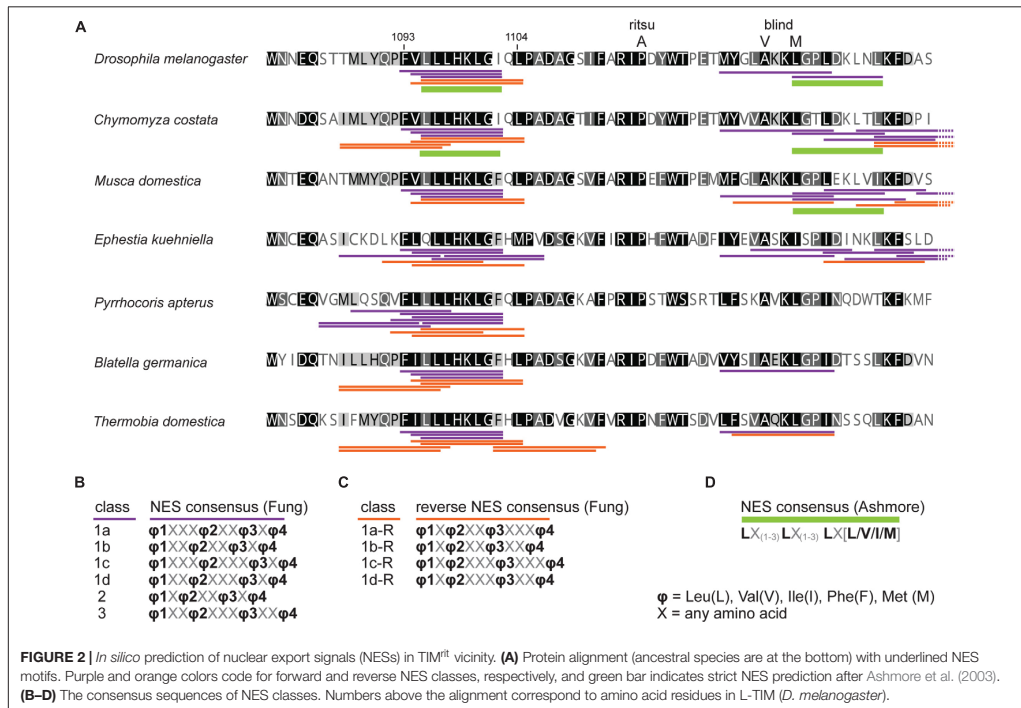 A
ritsu blind
1093 1104 A V M
Drosophila melanogaster WNNEQSTTMLYQPFVLLLHKLGIQLPADAGSIFARIPDYWTPETMYGLAKKLGPLDKLNLKFDAS
Chymomyza costata WNNDQSAIMLYQPFVLLLHKLGIQLPADAGTIFARIPDYWTPETMYVVAKKLGTLDKLTLKFDPI
Musca domestica WNTEQANTMMYQPFVLLLHKLGFQLPADAGSVFARIPEFWTPEMMFGLAKKLGPLEKLVIKFDVS
Ephestia kuehniella WNCEQASICKDLKFLQLLHKLGFHMPVDSGKVFIRIPHFWTADFIYEVASKISPIDINKLKFSLD
Pyrrhocoris apterus WSCEQVGMLQSQVFLLLLHKLGFQLPADAGKAFPRIPSTWSSRTLFSKAVKLGPINQDWTKFKMF
Blatella germanica WYIDQTNILLHQPFILLLHKLGFHLPADSGKVFARIPDFWTADVVYSIAEKLGPIDTSSLKFDVN
Thermobia domestica WNSDQKSIFMYQPFILLLHKLGFHLPADVGKVFVRIPNFWTSDVLFSVAQKLGPINSSQLKFDAN
B
class NES consensus (Fung)
1a φ1XXXφ2XXφ3Xφ4
1b φ1XXφ2XXφ3Xφ4
1c φ1XXXφ2XXXφ3Xφ4
1d φ1XXφ2XXXφ3Xφ4
2 φ1Xφ2XXφ3Xφ4
3 φ1XXφ2XXXφ3XXφ4
C
class reverse NES consensus (Fung)
1a-R φ1Xφ2XXφ3XXXφ4
1b-R φ1Xφ2XXφ3XXφ4
1c-R φ1Xφ2XXXφ3XXXφ4
1d-R φ1Xφ2XXXφ3XXφ4
D
NES consensus (Ashmore)
LX(1-3) LX(1-3) LX[L/V/I/M]
φ = Leu(L), Val(V), Ile(I), Phe(F), Met (M)
X = any amino acid
FIGURE 2 | In silico prediction of nuclear export signals (NESs) in TIMrit vicinity. (A) Protein alignment (ancestral species are at the bottom) with underlined NES
motifs. Purple and orange colors code for forward and reverse NES classes, respectively, and green bar indicates strict NES prediction after Ashmore et al. (2003).
(B–D) The consensus sequences of NES classes. Numbers above the alignment correspond to amino acid residues in L-TIM (D. melanogaster).